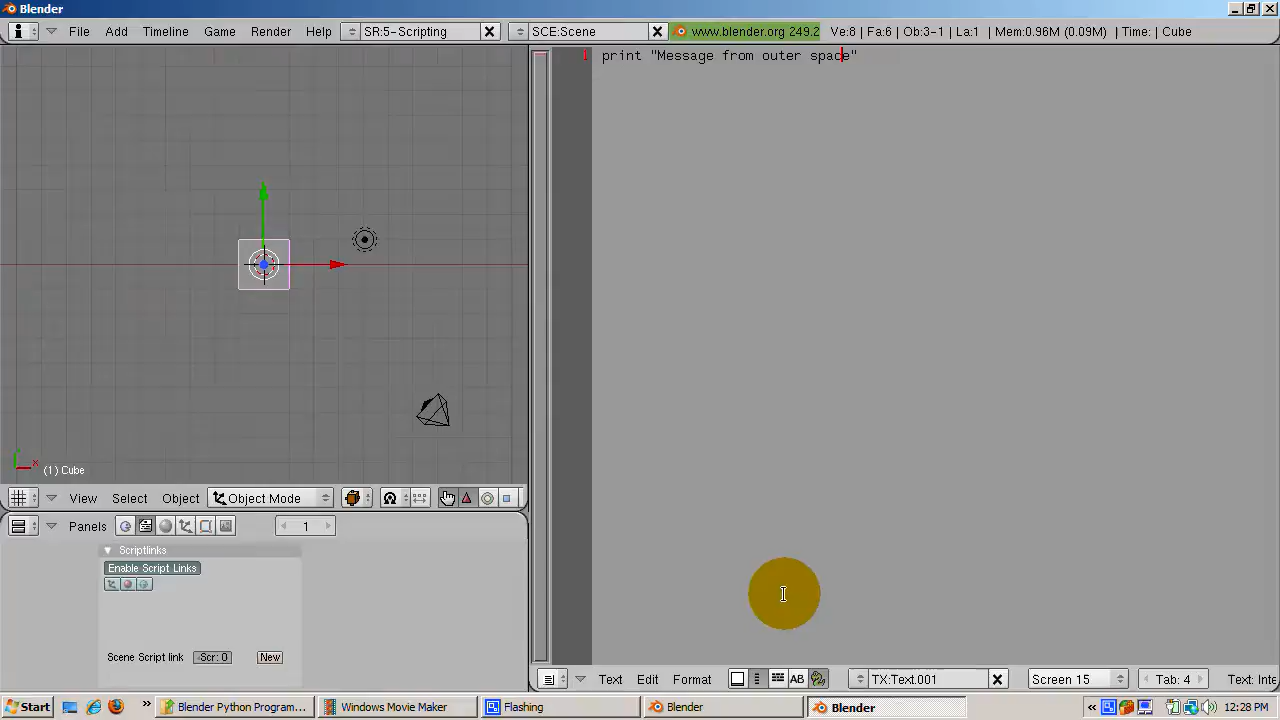 Blender
File Add Timeline Game Render Help SR:5-Scripting SCE:Scene www.blender.org 249.2 Ve:8 | Fa:6 | Ob:3-1 | La:1 | Mem:0.96M (0.09M) | Time: | Cube
1 print "Message from outer space"
(1) Cube
View Select Object Object Mode
Panels 1
Scriptlinks
Enable Script Links
Scene Script link Scr: 0 New
Text Edit Format AB TX:Text.001 Screen 15 Tab: 4 Text: Inte
Start Blender Python Program... Windows Movie Maker Flashing Blender Blender 12:28 PM